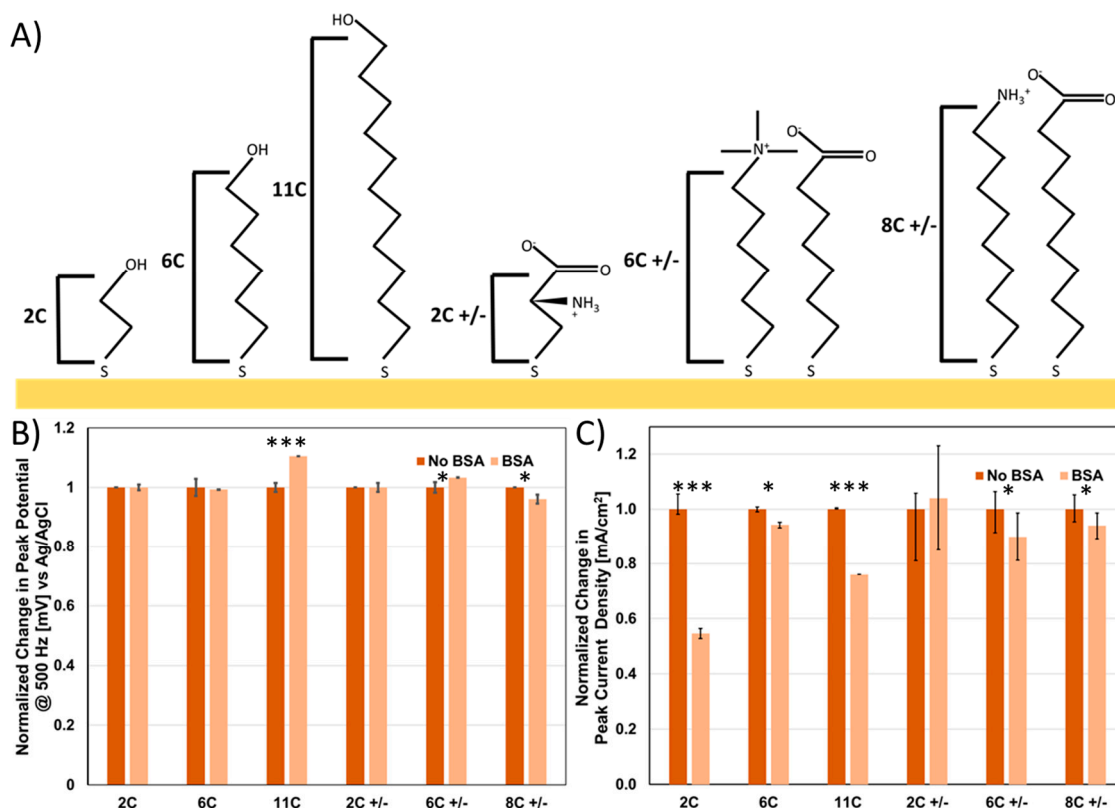 A)
HO
OH
11C
6C
OH
2C
S
S
S
O-
O
2C +/-
NH3
+
S
N+
O-
O
6C +/-
S
S
NH3+
O-
O
8C +/-
S
S
B)
Normalized Change in Peak Potential
@ 500 Hz [mV] vs Ag/AgCl
1.2
1
0.8
0.6
0.4
0.2
0
***
No BSA
BSA
*
*
2C
6C
11C
2C +/-
6C +/-
8C +/-
C)
Normalized Change in
Peak Current Density [mA/cm²]
1.2
1.0
0.8
0.6
0.4
0.2
0.0
No BSA
BSA
***
*
***
*
*
2C
6C
11C
2C +/-
6C +/-
8C +/-